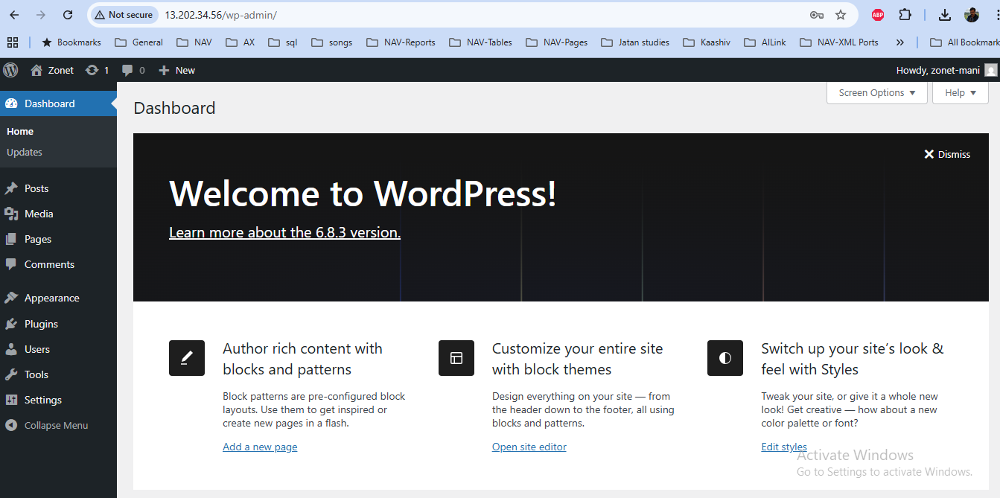 Not secure 13.202.34.56/wp-admin/ ABP
Bookmarks General NAV AX sql songs NAV-Reports NAV-Tables NAV-Pages Jatan studies Kaashiv AILink NAV-XML Ports » All Bookmark
Zonet 1 0 New Howdy, zonet-mani
Screen Options Help
Dashboard
Home
Updates
Posts
Media
Pages
Comments
Appearance
Plugins
Users
Tools
Settings
Collapse Menu
Dashboard
Dismiss
Welcome to WordPress!
Learn more about the 6.8.3 version.
Author rich content with
blocks and patterns
Block patterns are pre-configured block
layouts. Use them to get inspired or
create new pages in a flash.
Add a new page
Customize your entire site
with block themes
Design everything on your site — from
the header down to the footer, all using
blocks and patterns.
Open site editor
Switch up your site’s look &
feel with Styles
Tweak your site, or give it a whole new
look! Get creative — how about a new
color palette or font?
Edit styles
Activate Windows
Go to Settings to activate Windows.